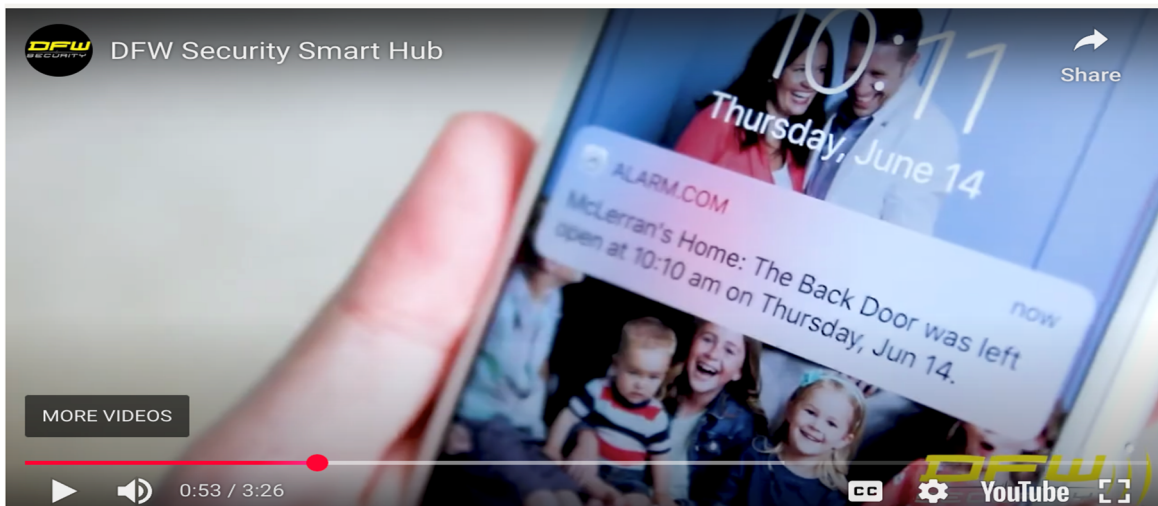 DFW
SECURITY
DFW Security Smart Hub
Share
10:11
Thursday, June 14
ALARM.COM
now
McLerran's Home: The Back Door was left
open at 10:10 am on Thursday, Jun 14.
MORE VIDEOS
DFW
SECURITY
0:53 / 3:26
CC
YouTube